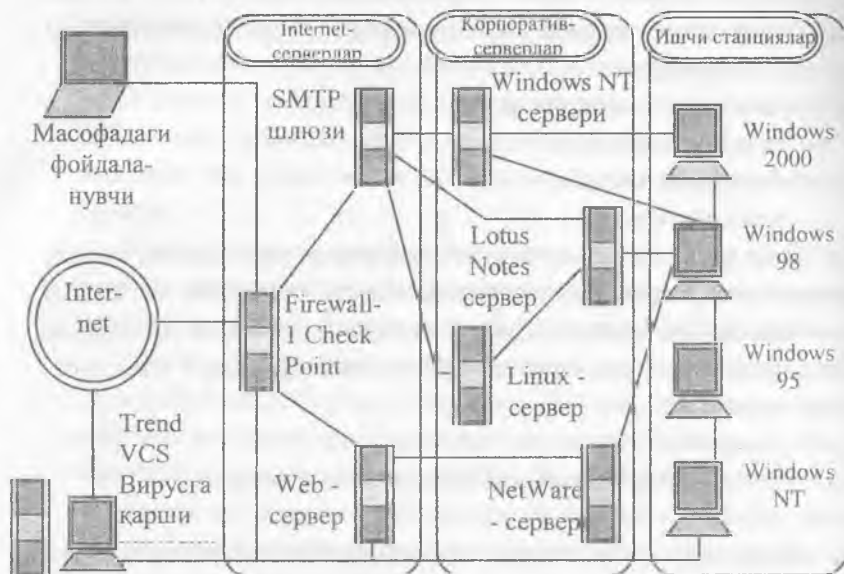 Internet-
серверлар
Корпоратив-
серверлар
Ишчи станциялар
Масофадаги
фойдала-
нувчи
SMTP
шлюзи
Windows NT
сервери
Windows
2000
Lotus
Notes
сервер
Windows
98
Inter-
net
Firewall-
1 Check
Point
Linux -
сервер
Windows
95
Trend
VCS
Вирусга
қарши
Web -
сервер
NetWare
- сервер
Windows
NT